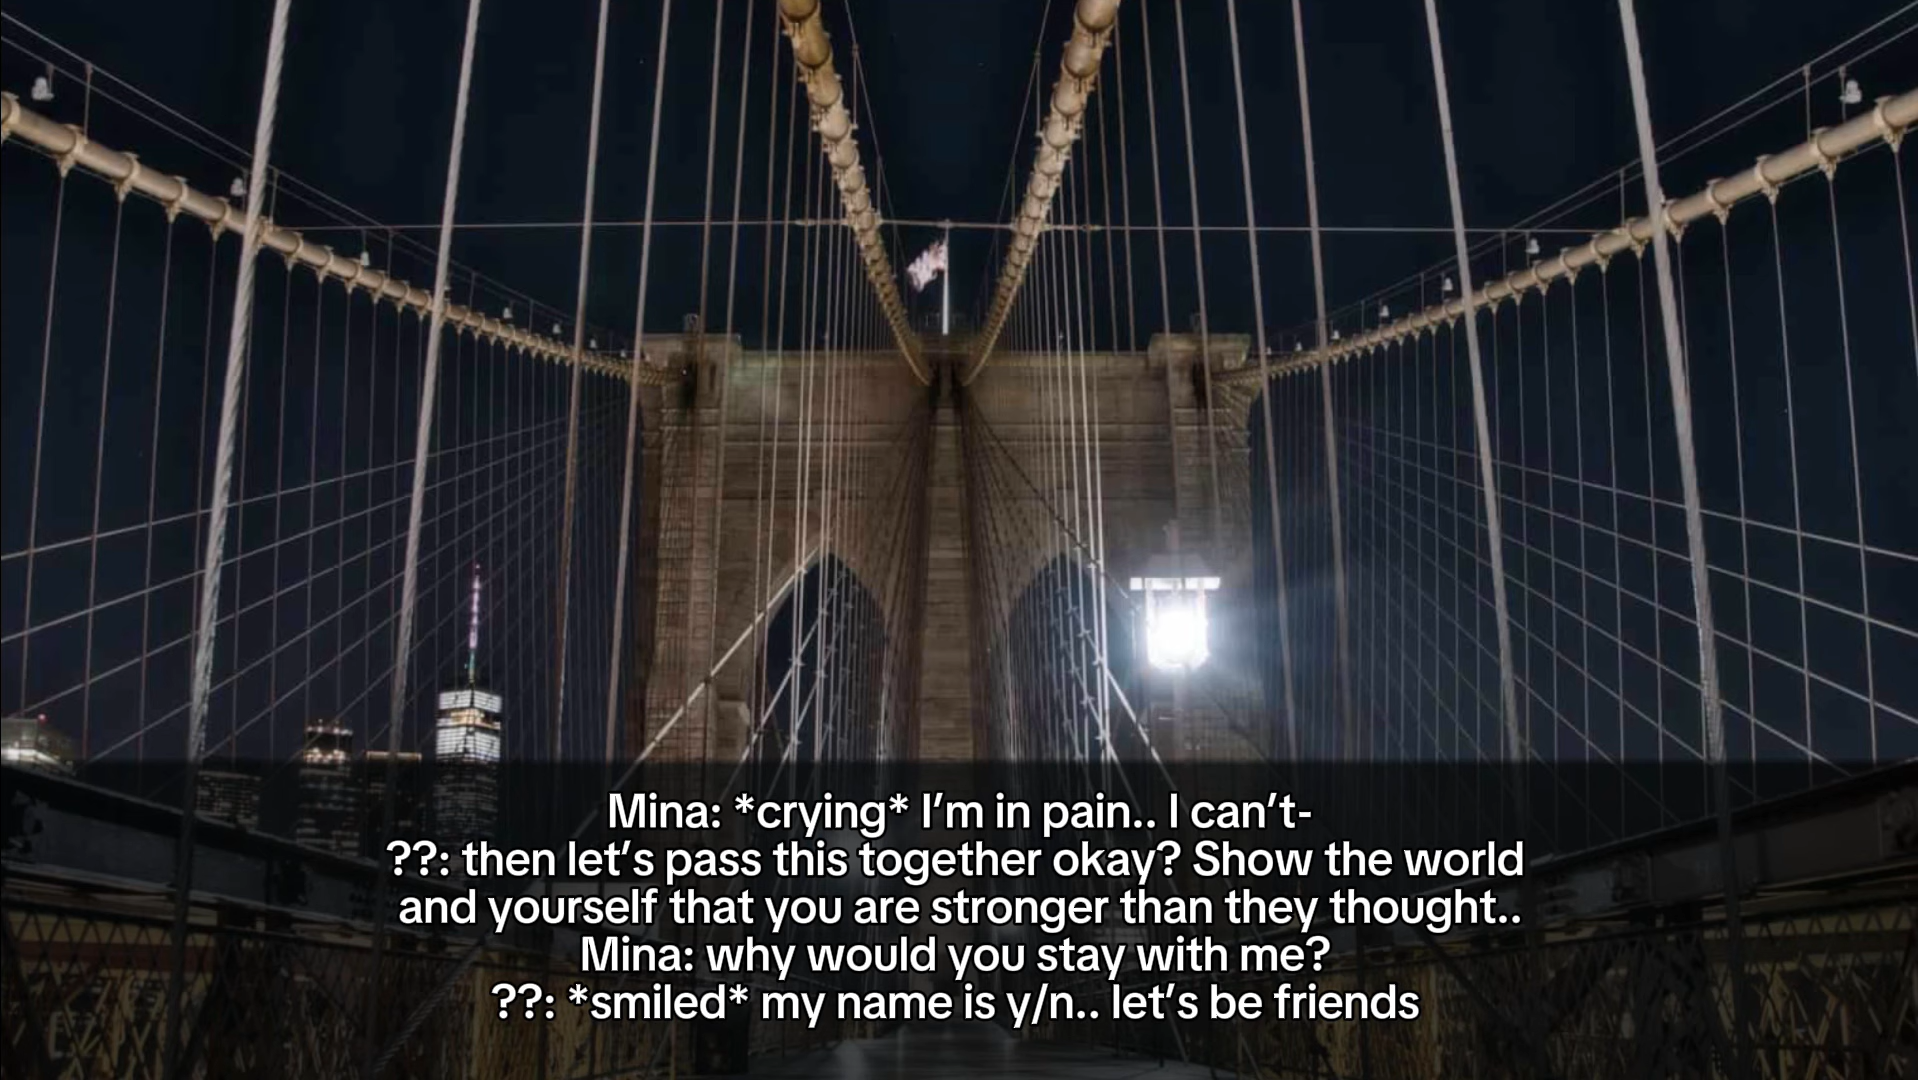 Mina: *crying* I’m in pain.. I can’t-
??: then let’s pass this together okay? Show the world
and yourself that you are stronger than they thought..
Mina: why would you stay with me?
??: *smiled* my name is y/n.. let’s be friends